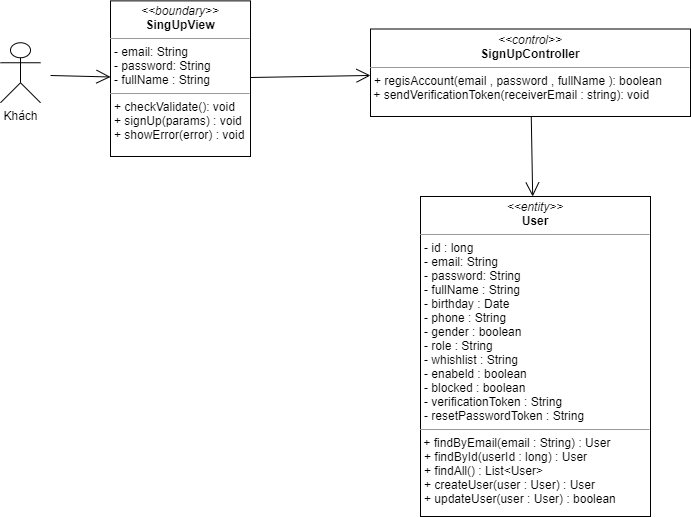 <<boundary>>
SingUpView
- email: String
- password: String
- fullName : String
+ checkValidate(): void
+ signUp(params) : void
+ showError(error) : void
Khách
<<control>>
SignUpController
+ regisAccount(email , password , fullName ): boolean
+ sendVerificationToken(receiverEmail : string): void
<<entity>>
User
- id : long
- email: String
- password: String
- fullName : String
- birthday : Date
- phone : String
- gender : boolean
- role : String
- whishlist : String
- enabeld : boolean
- blocked : boolean
- verificationToken : String
- resetPasswordToken : String
+ findByEmail(email : String) : User
+ findById(userId : long) : User
+ findAll() : List<User>
+ createUser(user : User) : User
+ updateUser(user : User) : boolean